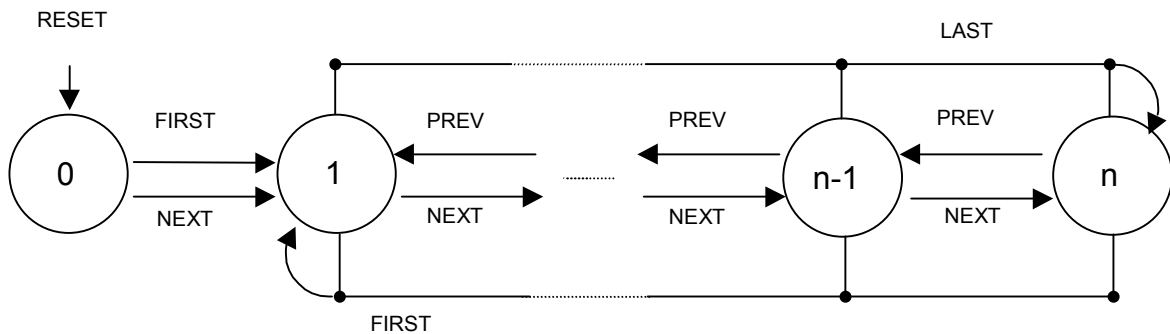 RESET
LAST
FIRST
PREV
PREV
PREV
0
1
n-1
n
NEXT
NEXT
NEXT
NEXT
FIRST